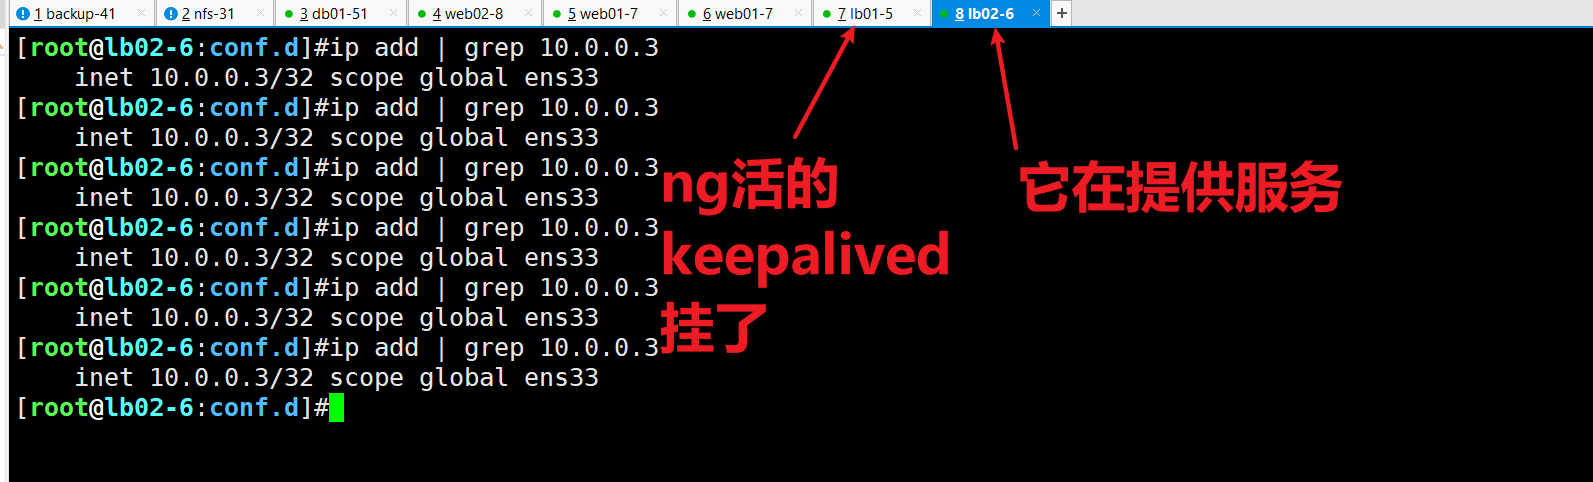 1 backup-41
2 nfs-31
3 db01-51
4 web02-8
5 web01-7
6 web01-7
7 lb01-5
8 lb02-6
[root@lb02-6:conf.d]#ip add | grep 10.0.0.3
inet 10.0.0.3/32 scope global ens33
[root@lb02-6:conf.d]#ip add | grep 10.0.0.3
inet 10.0.0.3/32 scope global ens33
[root@lb02-6:conf.d]#ip add | grep 10.0.0.3
inet 10.0.0.3/32 scope global ens33
[root@lb02-6:conf.d]#ip add | grep 10.0.0.3
inet 10.0.0.3/32 scope global ens33
[root@lb02-6:conf.d]#ip add | grep 10.0.0.3
inet 10.0.0.3/32 scope global ens33
[root@lb02-6:conf.d]#ip add | grep 10.0.0.3
inet 10.0.0.3/32 scope global ens33
[root@lb02-6:conf.d]#
ng活的
keepalived
挂了
它在提供服务